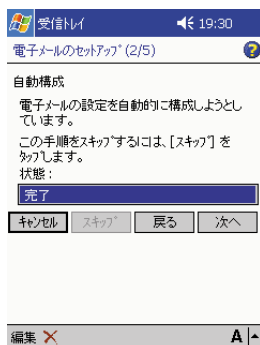 受信トレイ 19:30
電子メールのセットアップ(2/5)
自動構成
電子メールの設定を自動的に構成しようとし
ています。
この手順をスキップするには、[スキップ] を
タップします。
状態:
完了
キャンセル スキップ 戻る 次へ
編集 A